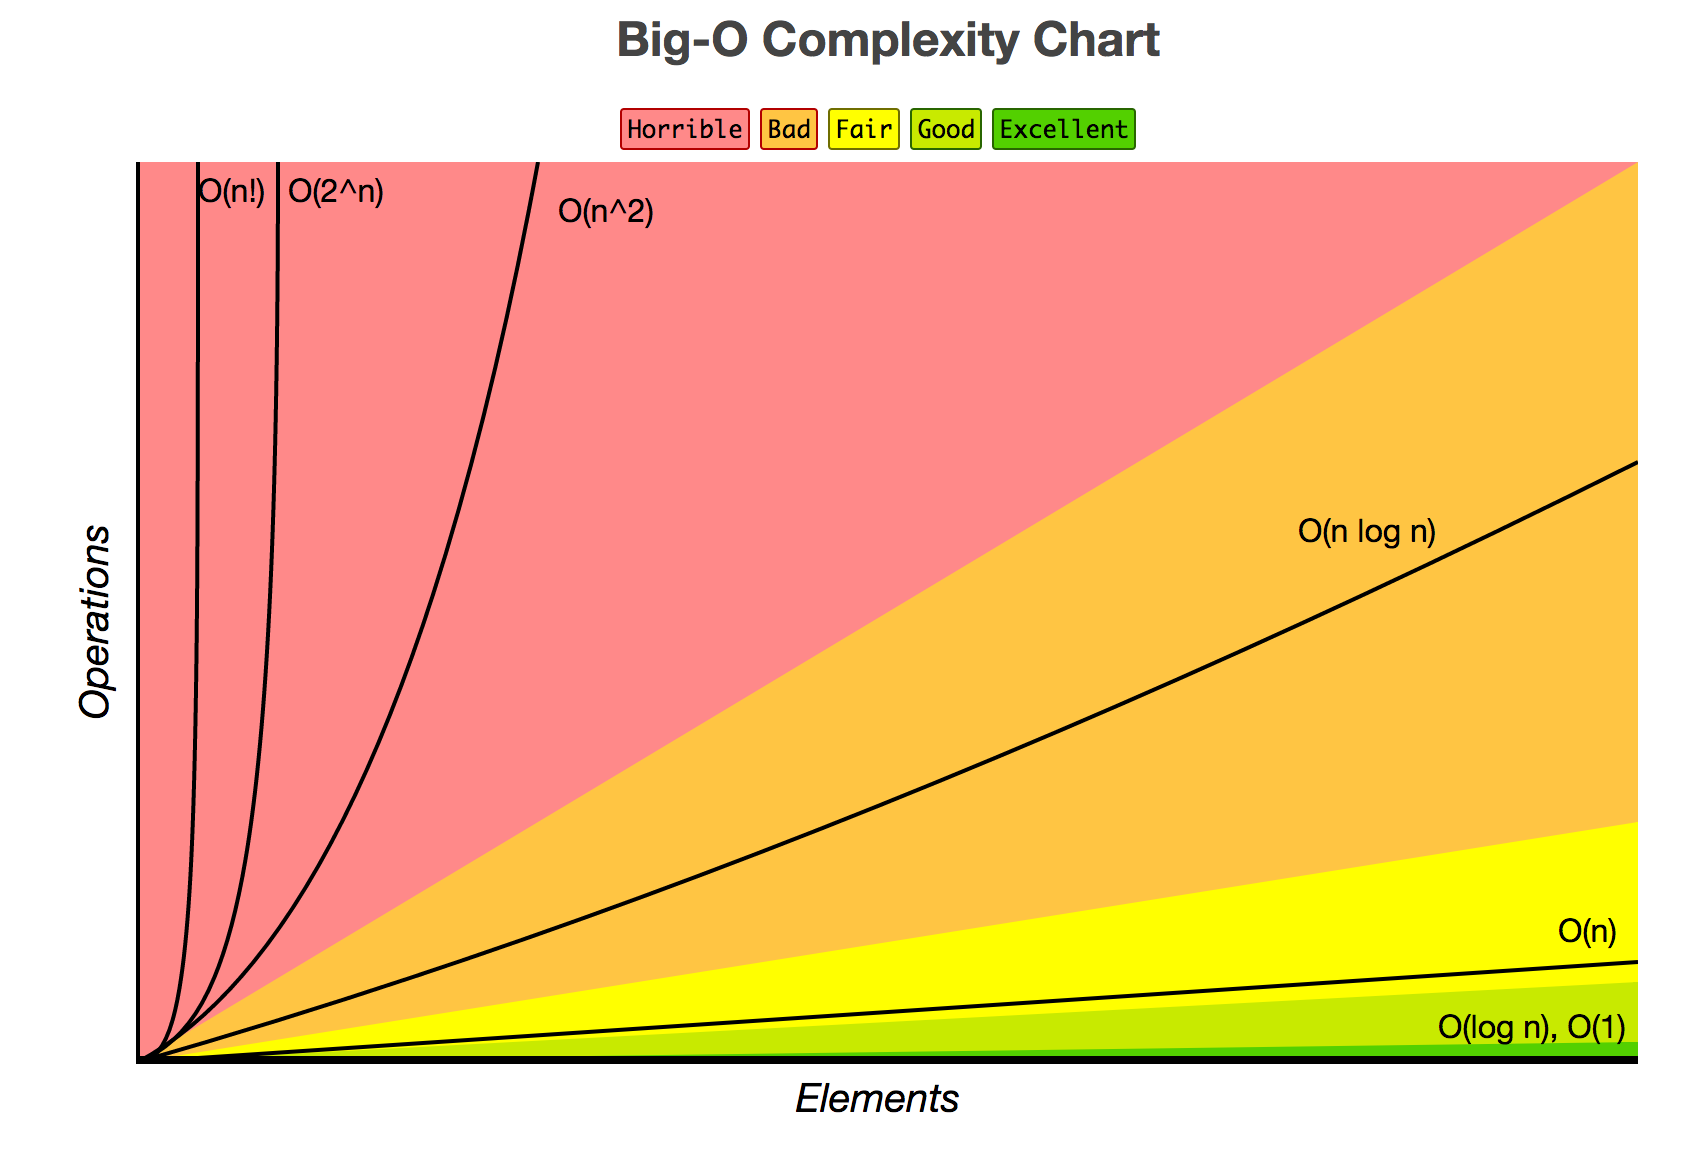 Big-O Complexity Chart
Horrible Bad Fair Good Excellent
O(n!) O(2^n)
O(n^2)
O(n log n)
Operations
O(n)
O(log n), O(1)
Elements